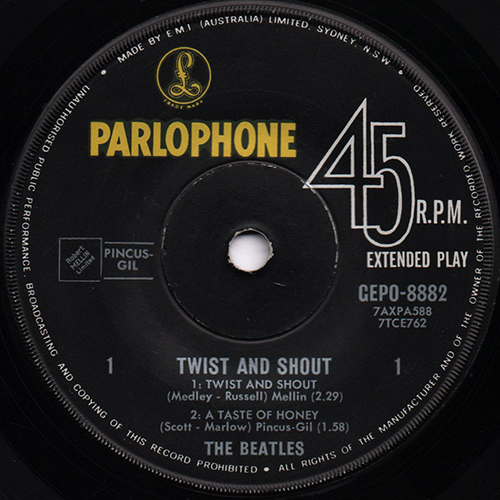 MADE BY E M I (AUSTRALIA) LIMITED, SYDNEY, N.S.W.
ALL RIGHTS OF THE MANUFACTURER AND OF THE OWNER OF THE RECORDED WORK RESERVED
UNAUTHORISED PUBLIC PERFORMANCE, BROADCASTING AND COPYING OF THIS RECORD PROHIBITED •
£
TRADE MARK
PARLOPHONE
45
R.P.M.
EXTENDED PLAY
Robert
MELLIN
Limited
PINCUS-
GIL
GEPO-8882
7AXPA588
7TCE762
1 TWIST AND SHOUT 1
1: TWIST AND SHOUT
(Medley - Russell) Mellin (2.29)
2: A TASTE OF HONEY
(Scott - Marlow) Pincus-Gil (1.58)
THE BEATLES